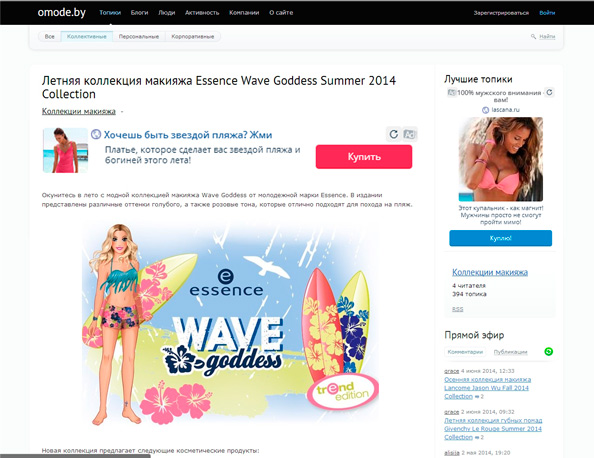 omode.by
Топики Блоги Люди Активность Компании О сайте
Зарегистрироваться Войти
Все Коллективные Персональные Корпоративные
Найти
Летняя коллекция макияжа Essence Wave Goddess Summer 2014
Collection
Коллекции макияжа
Хочешь быть звездой пляжа? Жми
Платье, которое сделает вас звездой пляжа и
богиней этого лета!
Купить
Окунитесь в лето с модной коллекцией макияжа Wave Goddess от молодежной марки Essence. В издании
представлены различные оттенки голубого, а также розовые тона, которые отлично подходят для похода на пляж.
essence
WAVE
goddess
trend
edition
Новая коллекция предлагает следующие косметические продукты:
Лучшие топики
100% мужского внимания -
вам!
lascana.ru
Этот купальник - как магнит!
Мужчины просто не смогут
пройти мимо!
Куплю!
Коллекции макияжа
4 читателя
394 топика
RSS
Прямой эфир
Комментарии Публикации
grace 4 июня 2014, 12:33
Осенняя коллекция макияжа
Lancome Jason Wu Fall 2014
Collection 2
grace 2 июня 2014, 09:32
Летняя коллекция губных помад
Givenchy Le Rouge Summer 2014
Collection 2
alisia 2 мая 2014, 19:20